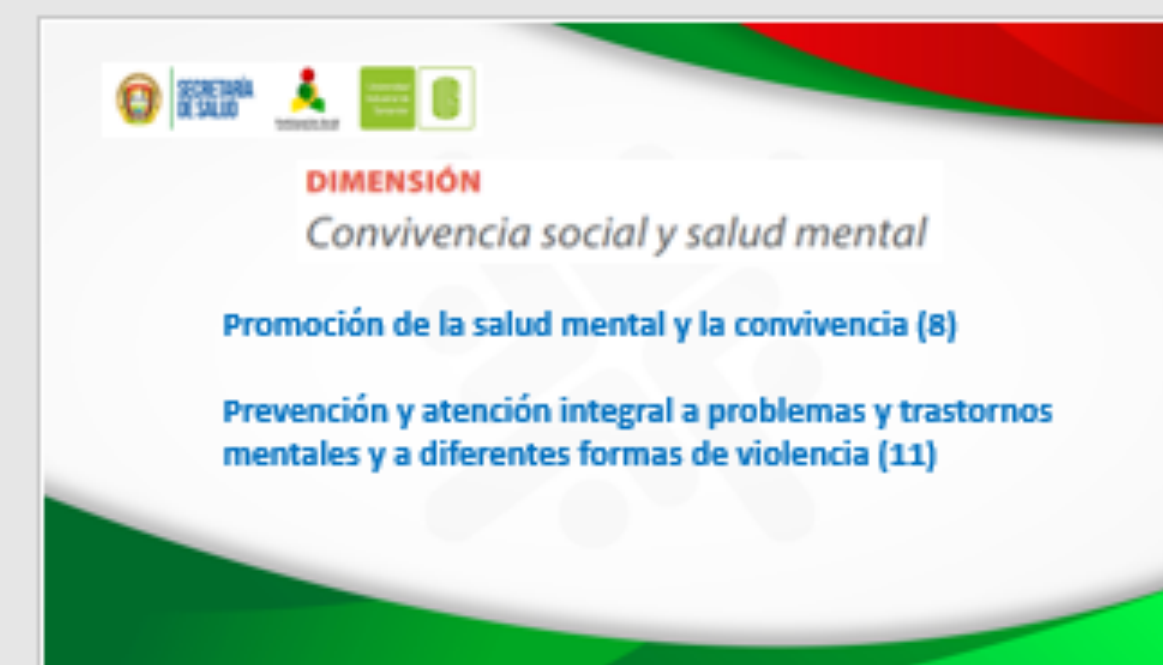 SECRETARÍA
DE SALUD
DIMENSIÓN
Convivencia social y salud mental
Promoción de la salud mental y la convivencia (8)
Prevención y atención integral a problemas y trastornos
mentales y a diferentes formas de violencia (11)